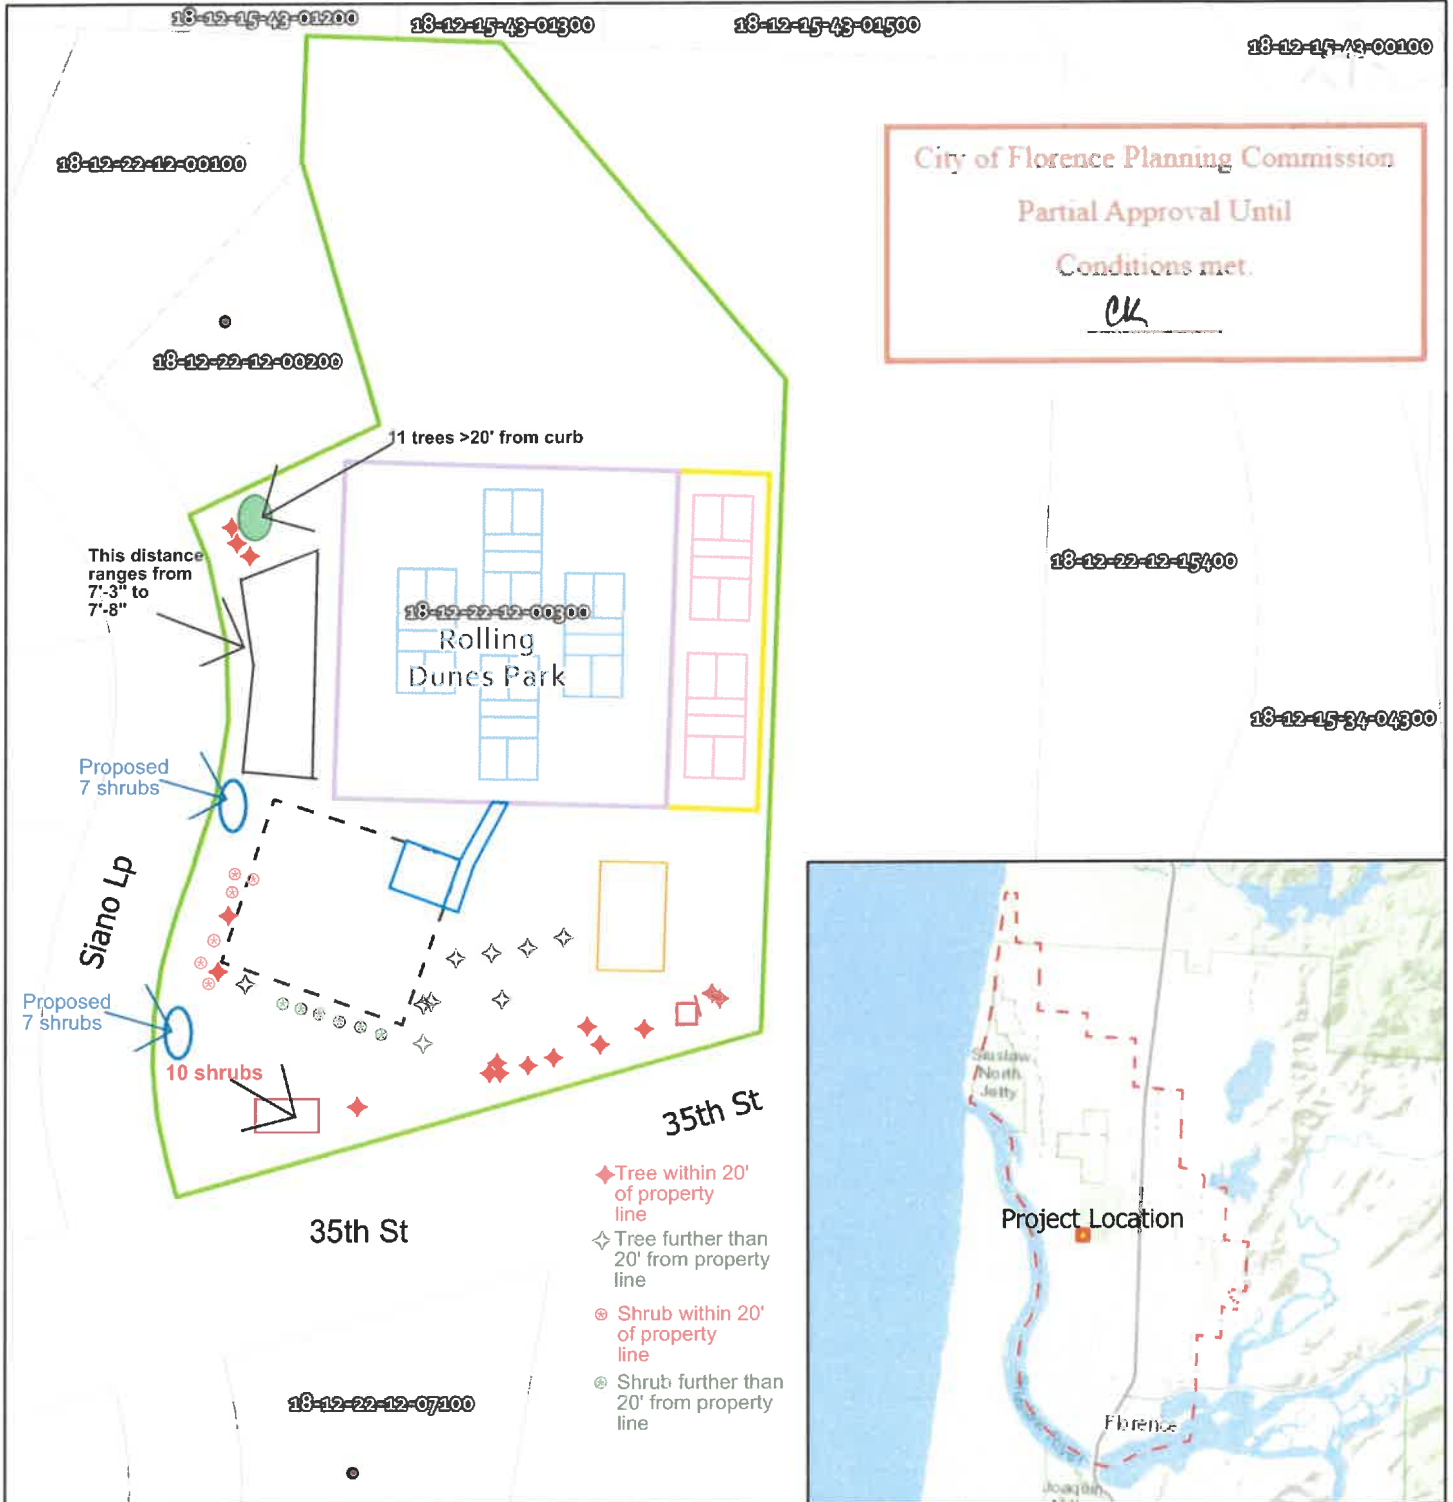 18-12-15-43-01200
18-12-15-43-01300
18-12-15-43-01500
18-12-15-43-00100
18-12-22-12-00100
City of Florence Planning Commission
Partial Approval Until
Conditions met.
CK
18-12-22-12-00200
11 trees >20' from curb
This distance
ranges from
7'-3" to
7'-8"
18-12-22-12-00300
Rolling
Dunes Park
18-12-22-12-15400
18-12-15-34-04300
Proposed
7 shrubs
Siano Lp
Proposed
7 shrubs
10 shrubs
35th St
35th St
Tree within 20'
of property
line
Tree further than
20' from property
line
Shrub within 20'
of property
line
Shrub further than
20' from property
line
18-12-22-12-07100
Siuslaw
North
Jetty
Project Location
Florence
Joaquin